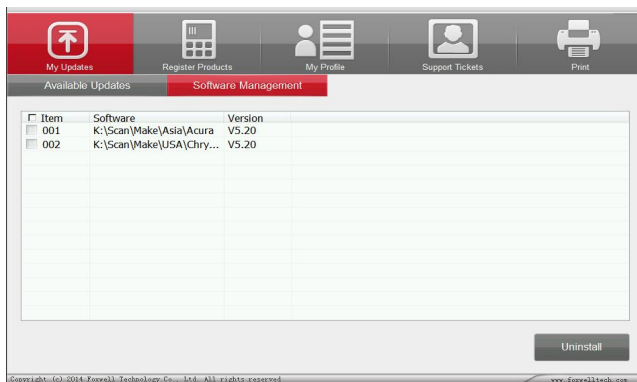 My Updates Register Products My Profile Support Tickets Print
Available Updates Software Management
Item Software Version
001 K:\Scan\Make\Asia\Acura V5.20
002 K:\Scan\Make\USA\Chry... V5.20
Uninstall
Copyright (c) 2014 Foxwell Technology Co., Ltd. All rights reserved www.foxwelltech.com